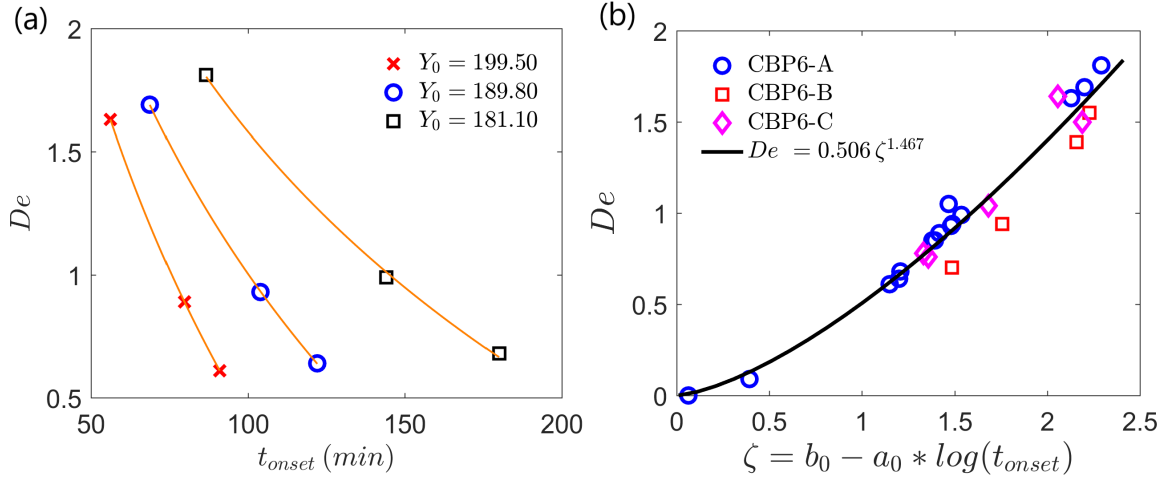 (a)
2
1.5
1
0.5
De
50
100
150
200
t_onset (min)
Y_0 = 199.50
Y_0 = 189.80
Y_0 = 181.10
(b)
2
1.5
1
0.5
0
De
0
0.5
1
1.5
2
2.5
ζ = b_0 − a_0 * log(t_onset)
CBP6-A
CBP6-B
CBP6-C
De = 0.506 ζ^1.467